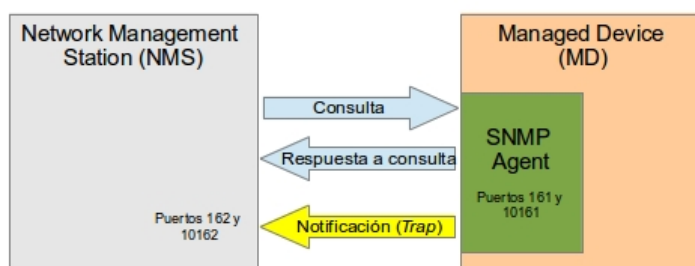 Network Management
Station (NMS)
Managed Device
(MD)
Consulta
SNMP
Agent
Respuesta a consulta
Puertos 161 y
10161
Puertos 162 y
10162
Notificación (Trap)